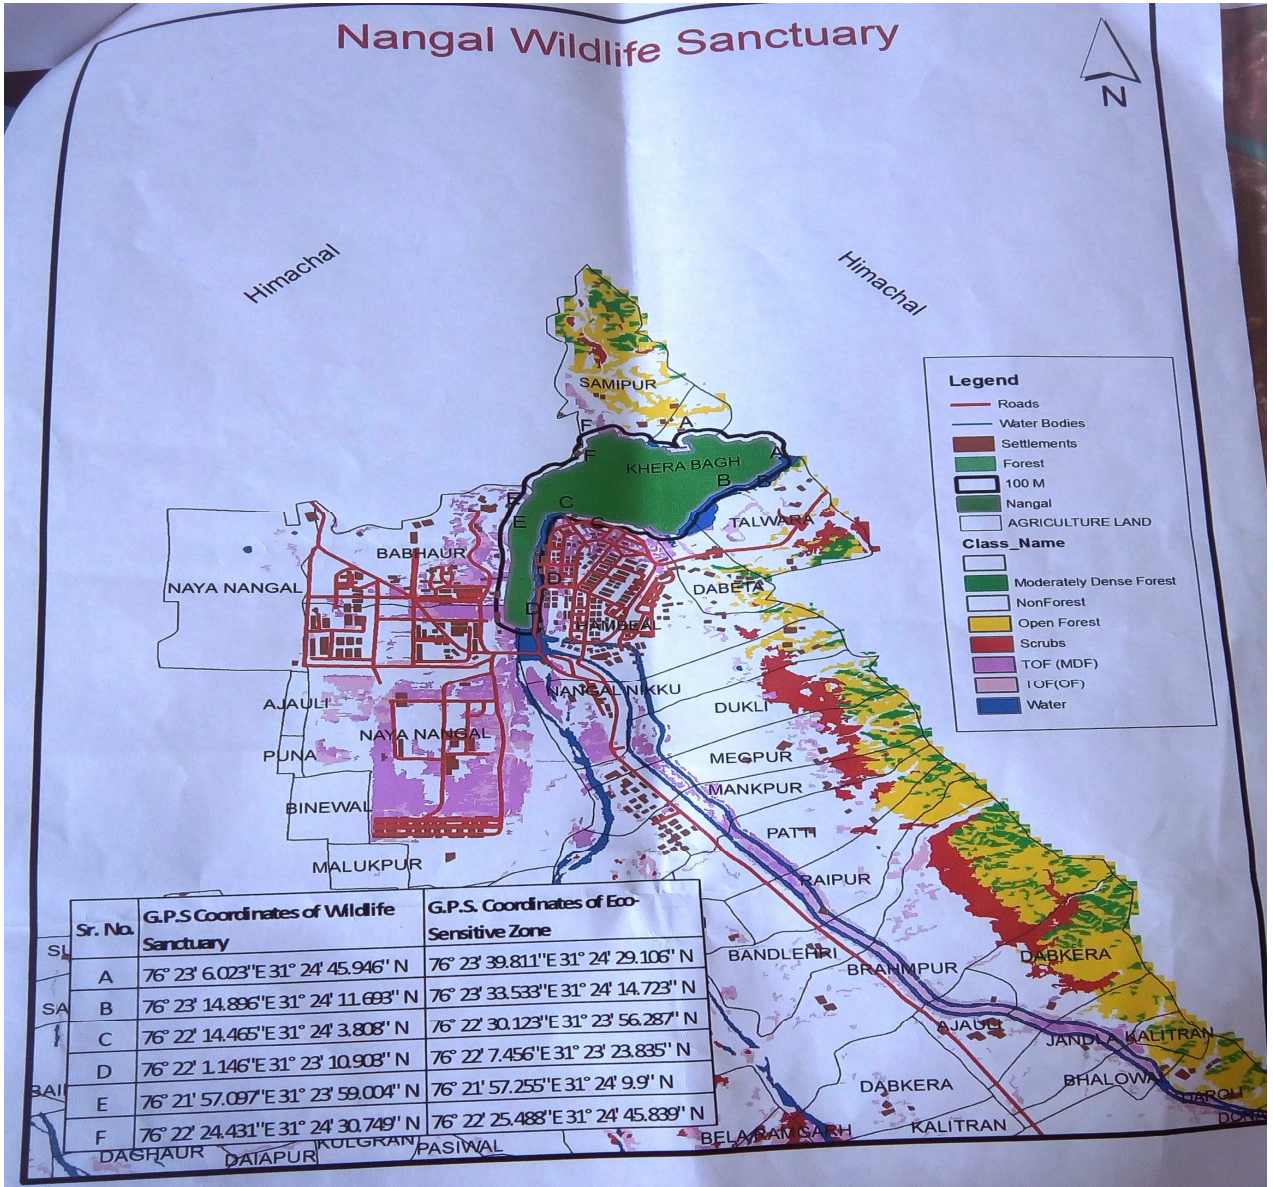 Nangal Wildlife Sanctuary
N
Himachal
Himachal
SAMIPUR
F
A
F
KHERA BAGH
A
B
C
E
C
TALWARA
BABHAUR
NAYA NANGAL
D
DABETA
D
HAMBEAL
NANGAL NIKKU
AJAULI
DUKLI
NAYA NANGAL
PUNA
MEGPUR
MANKPUR
BINEWAL
PATTI
MALUKPUR
RAIPUR
BANDLEHRI
BRAHMPUR
DABKERA
AJAULI
JANDLA
KALITRAN
BHALOWA
DABKERA
KALITRAN
BELA RAMGARH
DAGHAUR
DAIAPUR
KULGRAN
PASIWAL
SA
Legend
Roads
Water Bodies
Settlements
Forest
100 M
Nangal
AGRICULTURE LAND
Class_Name
Moderately Dense Forest
NonForest
Open Forest
Scrubs
TOF (MDF)
TOF(OF)
Water
Sr. No. G.P.S Coordinates of Wildlife Sanctuary G.P.S. Coordinates of Eco-Sensitive Zone
A 76° 23' 6.023"E 31° 24' 45.946" N 76° 23' 39.811"E 31° 24' 29.106" N
B 76° 23' 14.896"E 31° 24' 11.693" N 76° 23' 33.533"E 31° 24' 14.723" N
C 76° 22' 14.465"E 31° 24' 3.808" N 76° 22' 30.123"E 31° 23' 56.287" N
D 76° 22' 1.146"E 31° 23' 10.903" N 76° 22' 7.456"E 31° 23' 23.835" N
E 76° 21' 57.097"E 31° 23' 59.004" N 76° 21' 57.255"E 31° 24' 9.9" N
F 76° 22' 24.431"E 31° 24' 30.749" N 76° 22' 25.488"E 31° 24' 45.839" N